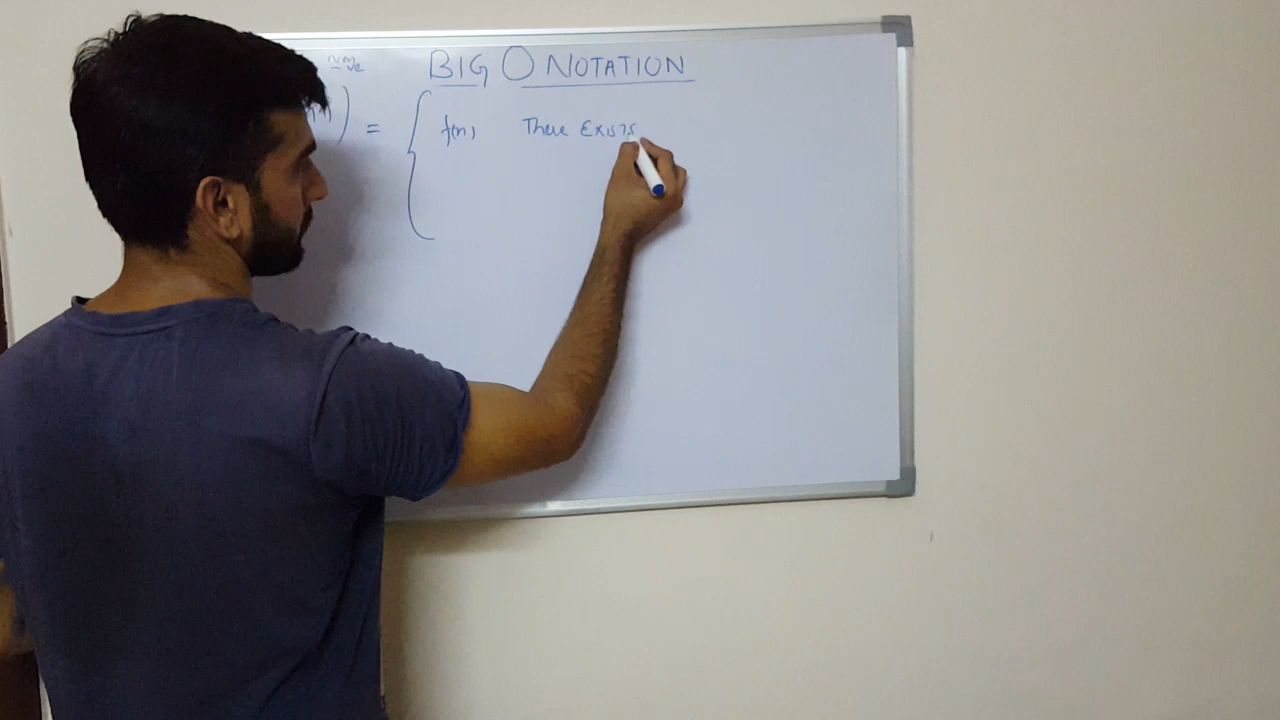 BIG O NOTATION
) = { f(n) There Exists